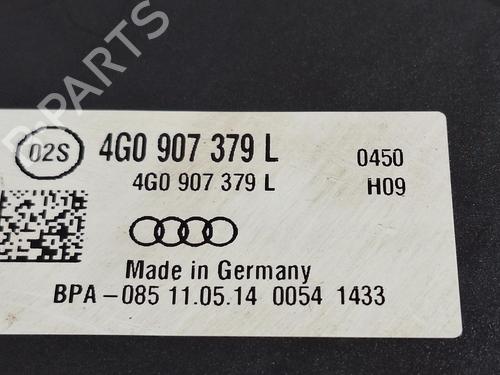 B-PARTS
02S 4G0 907 379 L 0450
4G0 907 379 L H09
Made in Germany
BPA-085 11.05.14 0054 1433